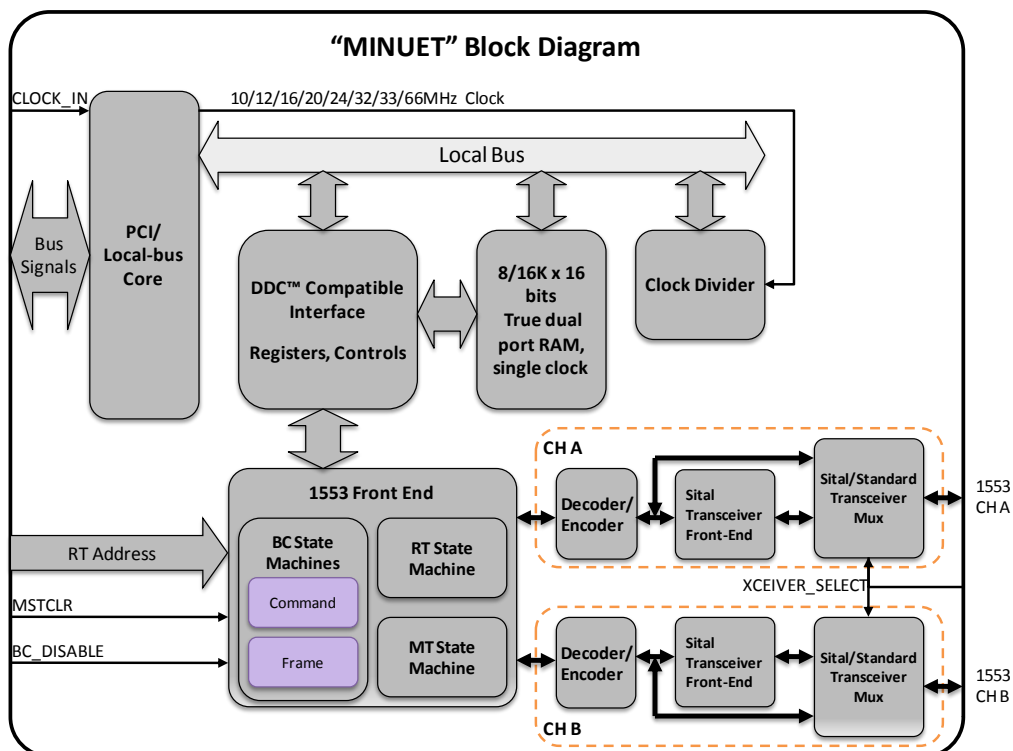 “MINUET” Block Diagram
CLOCK_IN
10/12/16/20/24/32/33/66MHz Clock
Local Bus
Bus
Signals
PCI/
Local-bus
Core
DDC™ Compatible
Interface
Registers, Controls
8/16K x 16
bits
True dual
port RAM,
single clock
Clock Divider
1553 Front End
BC State
Machines
Command
Frame
RT State
Machine
MT State
Machine
RT Address
MSTCLR
BC_DISABLE
CH A
Decoder/
Encoder
Sital
Transceiver
Front-End
Sital/Standard
Transceiver
Mux
1553
CH A
XCEIVER_SELECT
Decoder/
Encoder
Sital
Transceiver
Front-End
Sital/Standard
Transceiver
Mux
1553
CH B
CH B